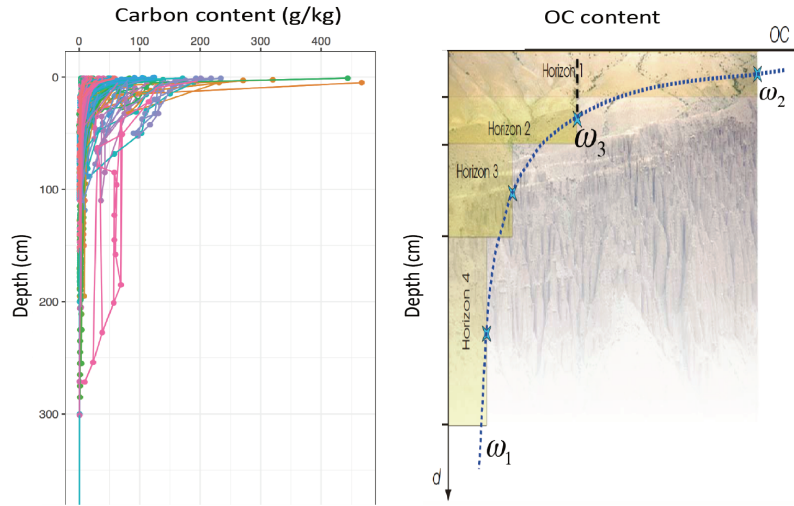 Carbon content (g/kg)
0 100 200 300 400
0
100
200
300
Depth (cm)
OC content
OC
Horizon 1
ω2
Horizon 2
ω3
Horizon 3
Horizon 4
Depth (cm)
ω1
d